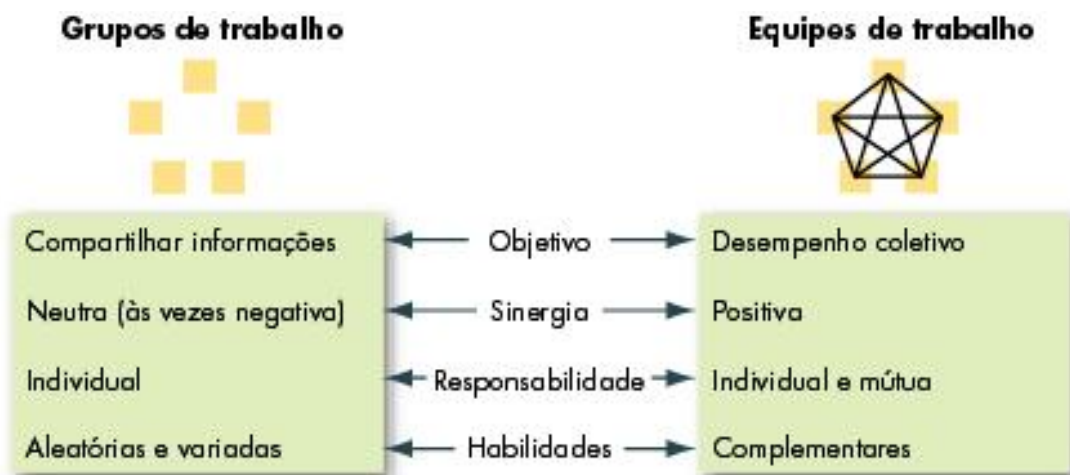 Grupos de trabalho Equipes de trabalho
Compartilhar informações Objetivo Desempenho coletivo
Neutra (às vezes negativa) Sinergia Positiva
Individual Responsabilidade Individual e mútua
Aleatórias e variadas Habilidades Complementares